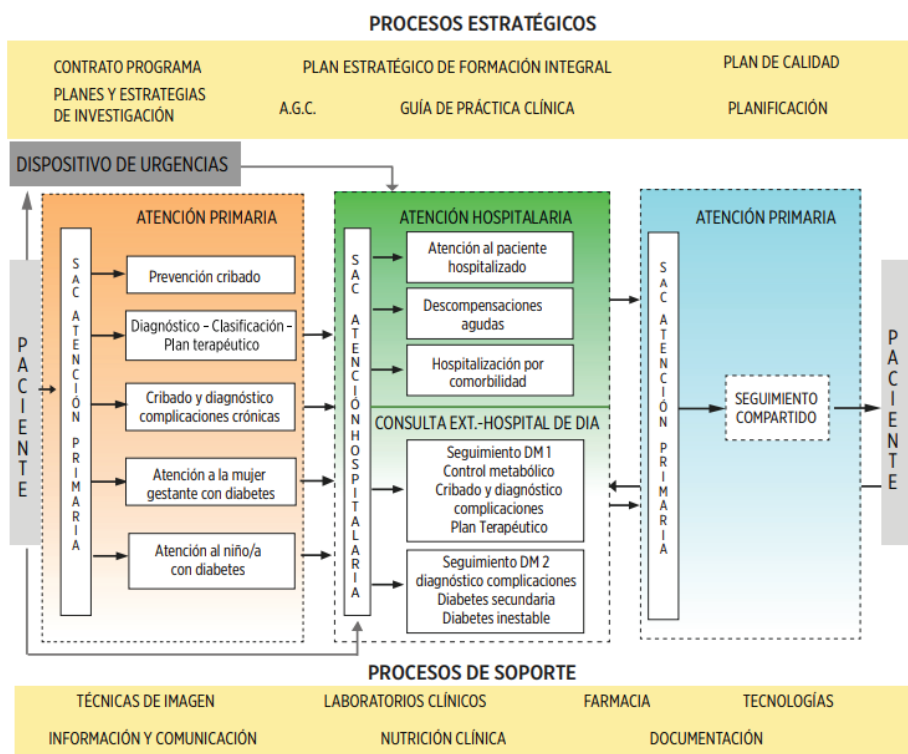 PROCESOS ESTRATÉGICOS
CONTRATO PROGRAMA
PLAN ESTRATÉGICO DE FORMACIÓN INTEGRAL
PLAN DE CALIDAD
PLANES Y ESTRATEGIAS
DE INVESTIGACIÓN
A.G.C.
GUÍA DE PRÁCTICA CLÍNICA
PLANIFICACIÓN
DISPOSITIVO DE URGENCIAS
PACIENTE
ATENCIÓN PRIMARIA
SAC ATENCIÓN PRIMARIA
Prevención cribado
Diagnóstico – Clasificación –
Plan terapéutico
Cribado y diagnóstico
complicaciones crónicas
Atención a la mujer
gestante con diabetes
Atención al niño/a
con diabetes
ATENCIÓN HOSPITALARIA
SAC ATENCIÓN HOSPITALARIA
Atención al paciente
hospitalizado
Descompensaciones
agudas
Hospitalización por
comorbilidad
CONSULTA EXT.-HOSPITAL DE DIA
Seguimiento DM 1
Control metabólico
Cribado y diagnóstico
complicaciones
Plan Terapéutico
Seguimiento DM 2
diagnóstico complicaciones
Diabetes secundaria
Diabetes inestable
ATENCIÓN PRIMARIA
SAC ATENCIÓN PRIMARIA
SEGUIMIENTO
COMPARTIDO
PACIENTE
PROCESOS DE SOPORTE
TÉCNICAS DE IMAGEN
LABORATORIOS CLÍNICOS
FARMACIA
TECNOLOGÍAS
INFORMACIÓN Y COMUNICACIÓN
NUTRICIÓN CLÍNICA
DOCUMENTACIÓN